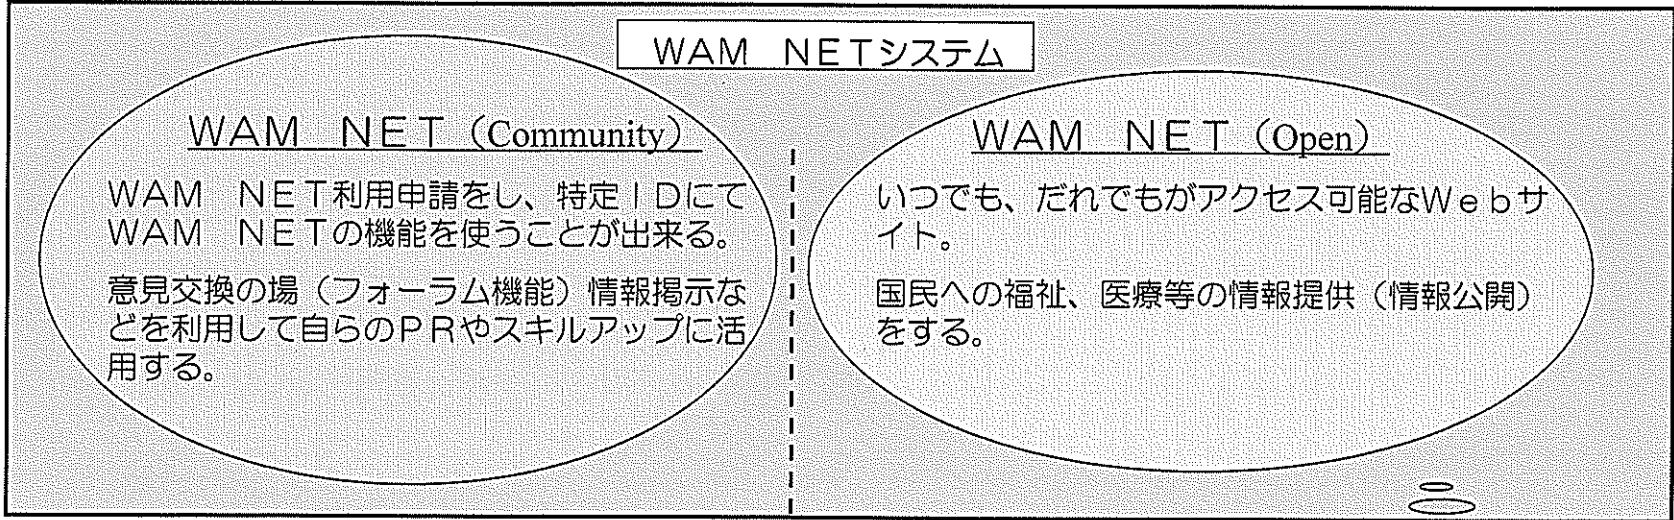 WAM NETシステム
WAM NET（Community）
WAM NET利用申請をし、特定IDにて
WAM NETの機能を使うことが出来る。
意見交換の場（フォーラム機能）情報掲示な
どを利用して自らのPRやスキルアップに活
用する。
WAM NET（Open）
いつでも、だれでもがアクセス可能なWebサ
イト。
国民への福祉、医療等の情報提供（情報公開）
をする。